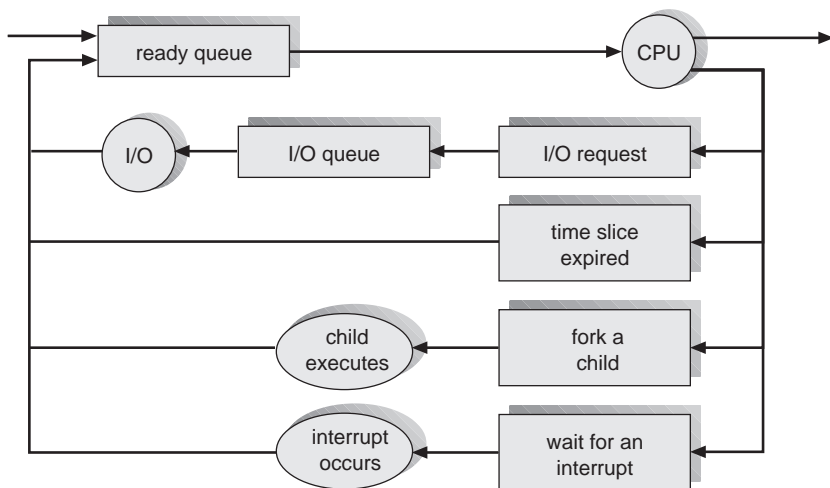 ready queue
CPU
I/O
I/O queue
I/O request
time slice
expired
child
executes
fork a
child
interrupt
occurs
wait for an
interrupt